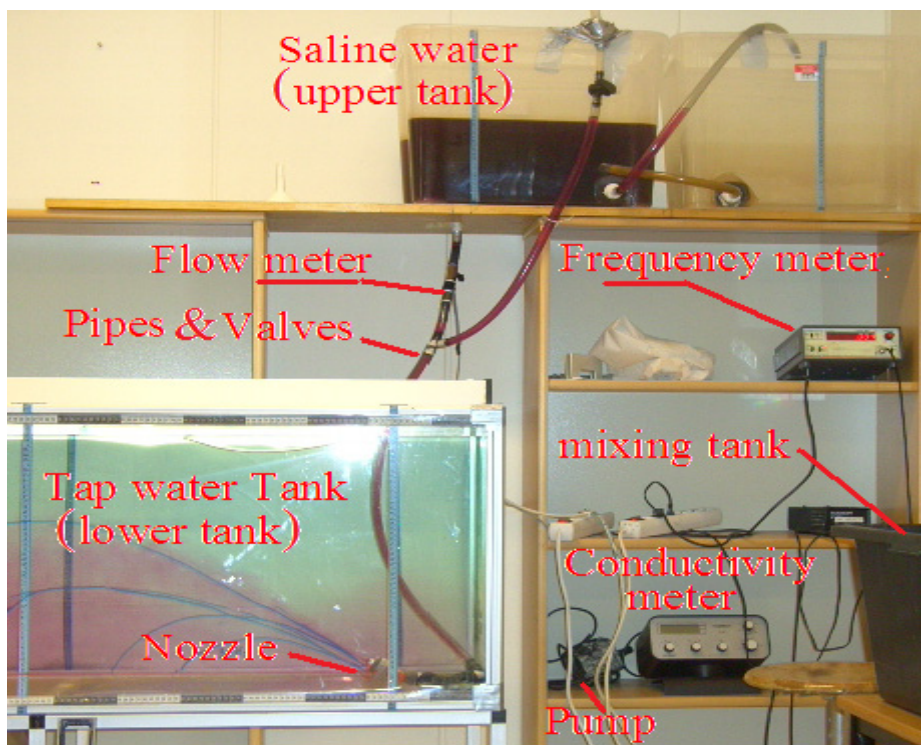 Saline water
(upper tank)
Flow meter
Frequency meter
Pipes & Valves
mixing tank
Tap water Tank
(lower tank)
Conductivity
meter
Nozzle
Pump